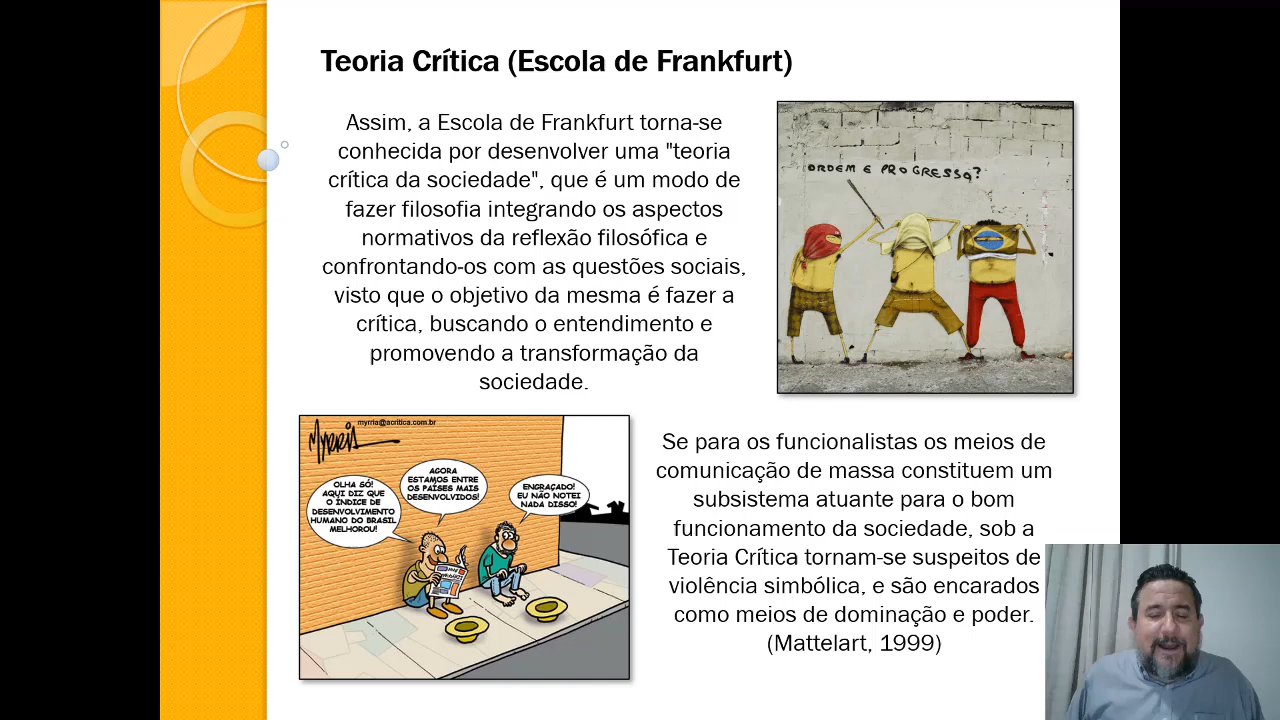 Teoria Crítica (Escola de Frankfurt)
Assim, a Escola de Frankfurt torna-se
conhecida por desenvolver uma "teoria
crítica da sociedade", que é um modo de
fazer filosofia integrando os aspectos
normativos da reflexão filosófica e
confrontando-os com as questões sociais,
visto que o objetivo da mesma é fazer a
crítica, buscando o entendimento e
promovendo a transformação da
sociedade.
ORDEM E PROGRESSO?
myrria@acritica.com.br
MYRRIA
OLHA SÓ!
AQUI DIZ QUE
O ÍNDICE DE
DESENVOLVIMENTO
HUMANO DO BRASIL
MELHOROU!
AGORA
ESTAMOS ENTRE
OS PAÍSES MAIS
DESENVOLVIDOS!
ENGRAÇADO!
EU NÃO NOTEI
NADA DISSO!
Se para os funcionalistas os meios de
comunicação de massa constituem um
subsistema atuante para o bom
funcionamento da sociedade, sob a
Teoria Crítica tornam-se suspeitos de
violência simbólica, e são encarados
como meios de dominação e poder.
(Mattelart, 1999)